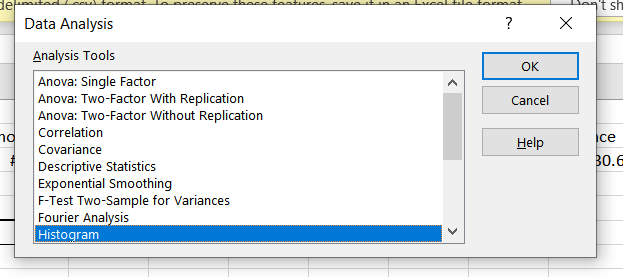 delimited (.csv) format. To preserve these features, save it in an Excel file format. Don't sh
Data Analysis ? ×
Analysis Tools
Anova: Single Factor
Anova: Two-Factor With Replication
Anova: Two-Factor Without Replication
Correlation
Covariance
Descriptive Statistics
Exponential Smoothing
F-Test Two-Sample for Variances
Fourier Analysis
Histogram
OK
Cancel
Help
mo
nce
#
30.6